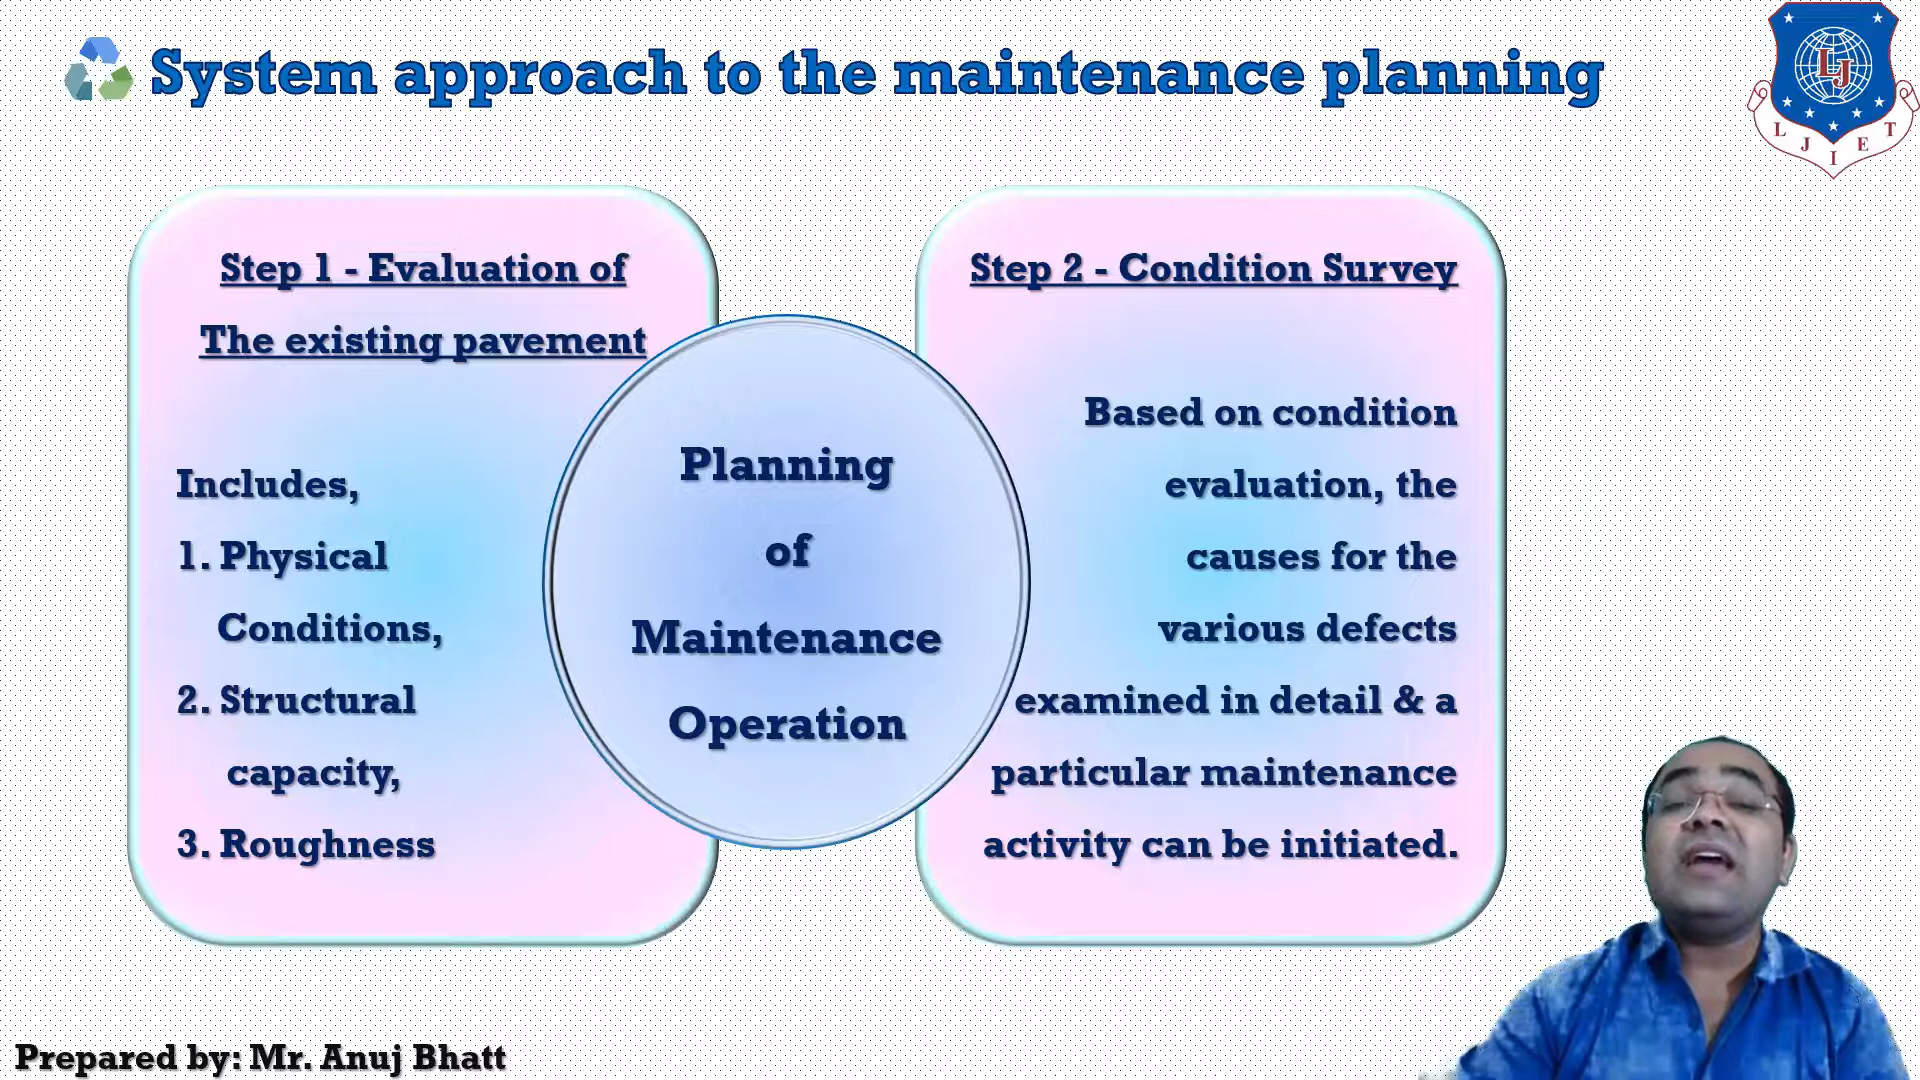 System approach to the maintenance planning
LJ
L J I E T
Step 1 - Evaluation of
The existing pavement
Includes,
1. Physical
Conditions,
2. Structural
capacity,
3. Roughness
Planning
of
Maintenance
Operation
Step 2 - Condition Survey
Based on condition
evaluation, the
causes for the
various defects
examined in detail & a
particular maintenance
activity can be initiated.
Prepared by: Mr. Anuj Bhatt